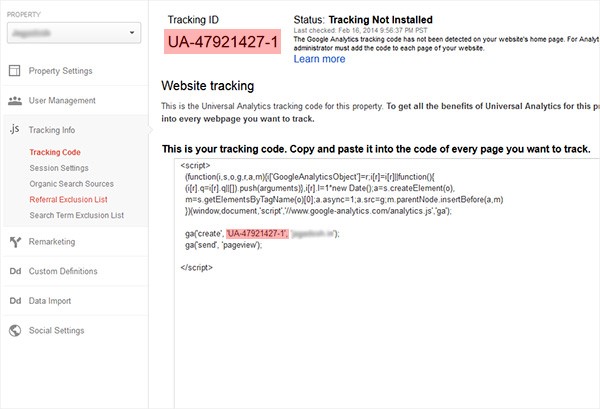 PROPERTY
Property Settings
User Management
.js Tracking Info
Tracking Code
Session Settings
Organic Search Sources
Referral Exclusion List
Search Term Exclusion List
Remarketing
Dd Custom Definitions
Dd Data Import
Social Settings
Tracking ID
UA-47921427-1
Status: Tracking Not Installed
Last checked: Feb 16, 2014 9:56:37 PM PST
The Google Analytics tracking code has not been detected on your website's home page. For Analy
administrator must add the code to each page of your website.
Learn more
Website tracking
This is the Universal Analytics tracking code for this property. To get all the benefits of Universal Analytics for this pr
into every webpage you want to track.
This is your tracking code. Copy and paste it into the code of every page you want to track.
<script>
(function(i,s,o,g,r,a,m){i['GoogleAnalyticsObject']=r;i[r]=i[r]||function(){
(i[r].q=i[r].q||[]).push(arguments)},i[r].l=1*new Date();a=s.createElement(o),
m=s.getElementsByTagName(o)[0];a.async=1;a.src=g;m.parentNode.insertBefore(a,m)
})(window,document,'script','//www.google-analytics.com/analytics.js','ga');
ga('create', 'UA-47921427-1',
ga('send', 'pageview');
</script>